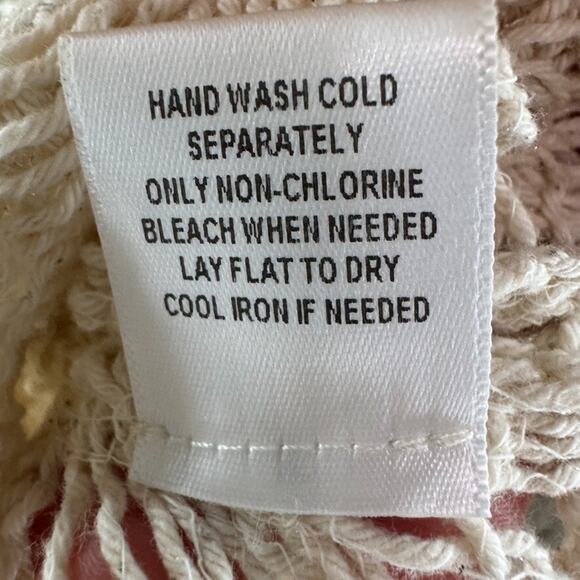 HAND WASH COLD
SEPARATELY
ONLY NON-CHLORINE
BLEACH WHEN NEEDED
LAY FLAT TO DRY
COOL IRON IF NEEDED